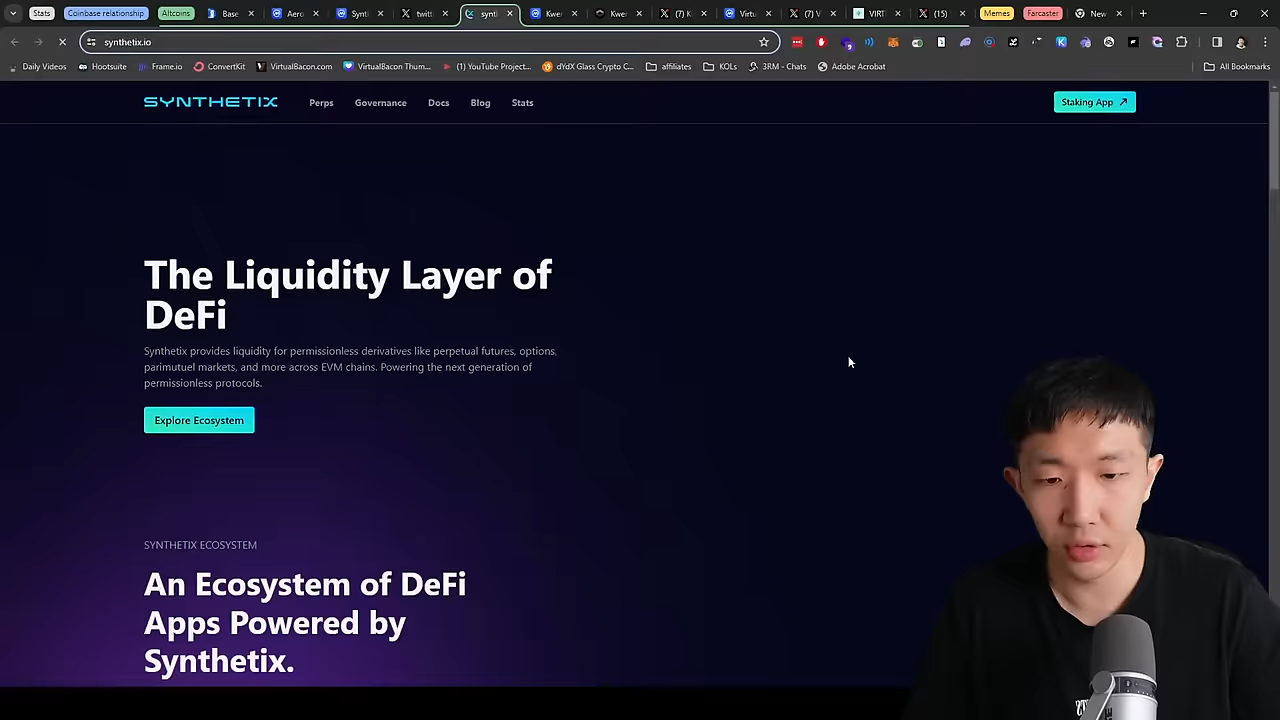 Stats
Coinbase relationship
Altcoins
Base
Aero
Synt
twitt
synti
Kwe
Kwe
(7) K
Virtu
(7) V
VIRT
(15)
Memes
Farcaster
New
synthetix.io
Daily Videos
Hootsuite
Frame.io
ConvertKit
VirtualBacon.com
VirtualBacon Thum...
(1) YouTube Project...
dYdX Glass Crypto C...
affiliates
KOLs
3RM - Chats
Adobe Acrobat
All Bookmarks
SYNTHETIX
Perps
Governance
Docs
Blog
Stats
Staking App
The Liquidity Layer of
DeFi
Synthetix provides liquidity for permissionless derivatives like perpetual futures, options,
parimutuel markets, and more across EVM chains. Powering the next generation of
permissionless protocols.
Explore Ecosystem
SYNTHETIX ECOSYSTEM
An Ecosystem of DeFi
Apps Powered by
Synthetix.